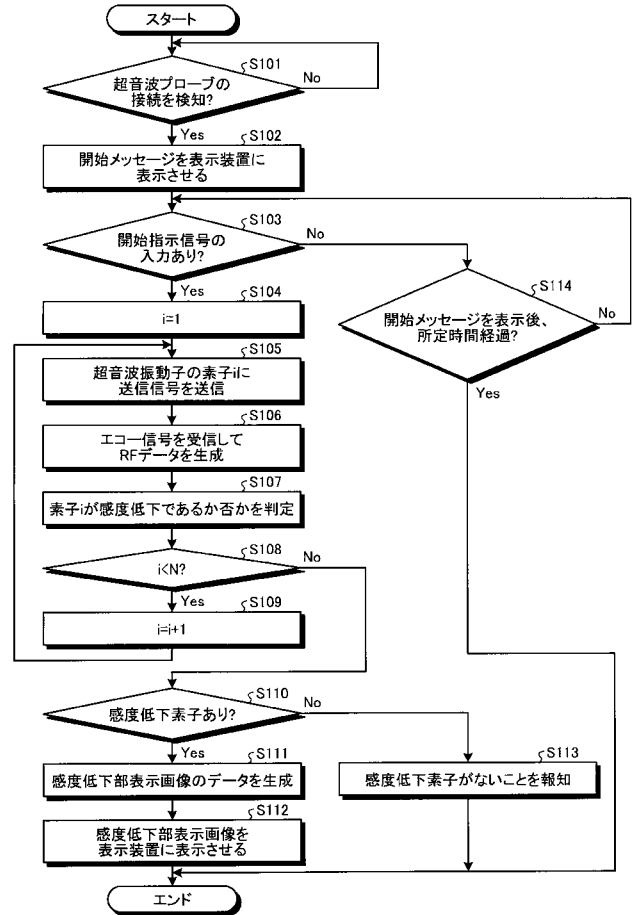 スタート
S101
超音波プローブの
接続を検知?
No
Yes
S102
開始メッセージを表示装置に
表示させる
S103
開始指示信号の
入力あり?
No
Yes
S104
i=1
S114
開始メッセージを表示後、
所定時間経過?
No
Yes
S105
超音波振動子の素子iに
送信信号を送信
S106
エコー信号を受信して
RFデータを生成
S107
素子iが感度低下であるか否かを判定
S108
i<N?
No
Yes
S109
i=i+1
S110
感度低下素子あり?
No
Yes
S111
感度低下部表示画像のデータを生成
S113
感度低下素子がないことを報知
S112
感度低下部表示画像を
表示装置に表示させる
エンド